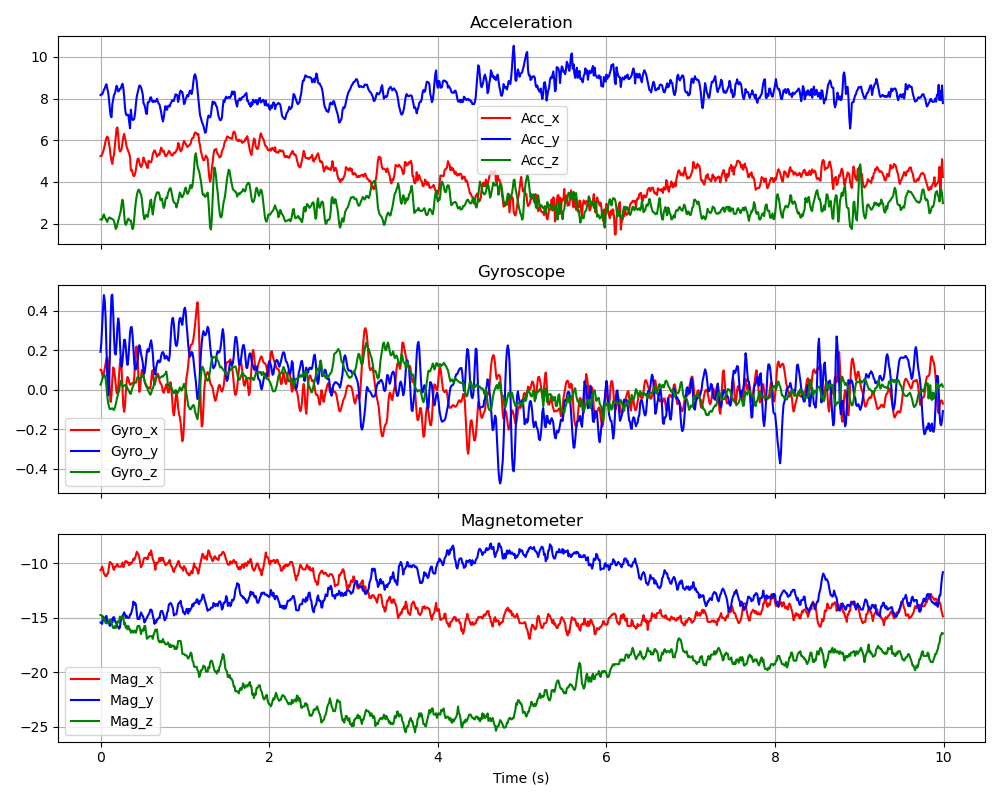 Acceleration
10
8
6
4
2
Acc_x
Acc_y
Acc_z
Gyroscope
0.4
0.2
0.0
−0.2
−0.4
Gyro_x
Gyro_y
Gyro_z
Magnetometer
−10
−15
−20
−25
Mag_x
Mag_y
Mag_z
0 2 4 6 8 10
Time (s)